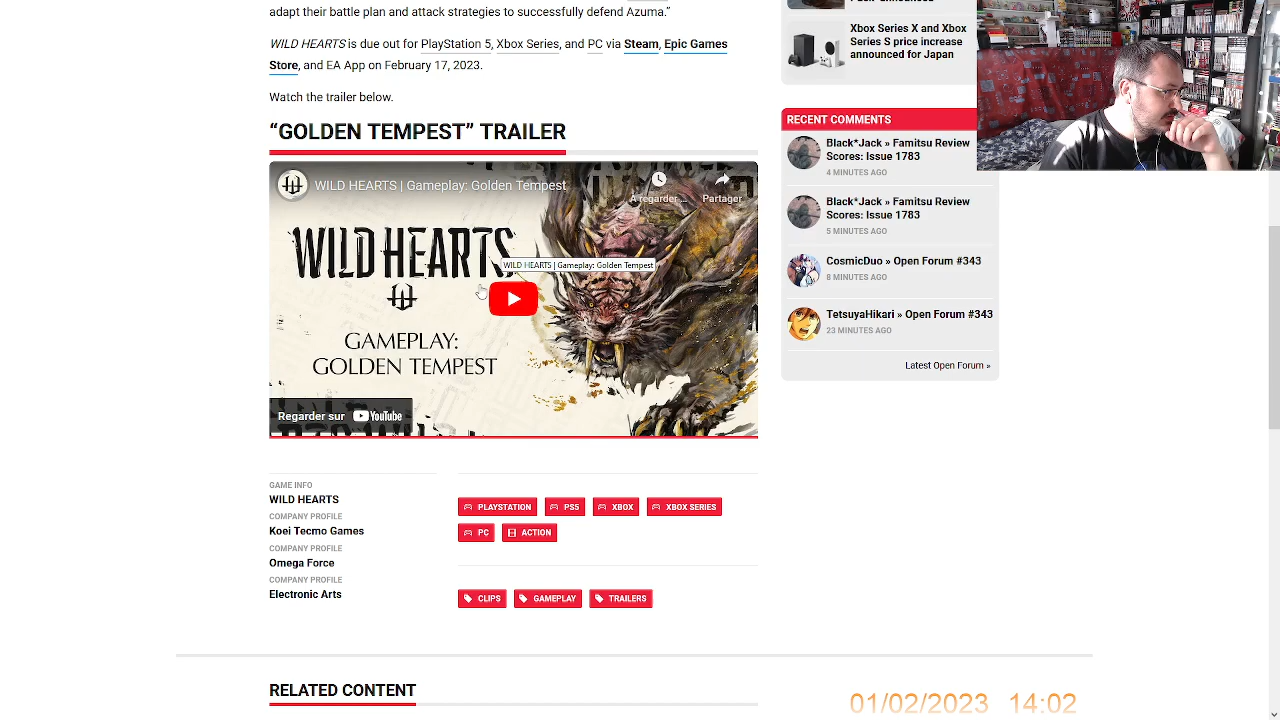 adapt their battle plan and attack strategies to successfully defend Azuma.”
WILD HEARTS is due out for PlayStation 5, Xbox Series, and PC via Steam, Epic Games
Store, and EA App on February 17, 2023.
Watch the trailer below.
“GOLDEN TEMPEST” TRAILER
WILD HEARTS | Gameplay: Golden Tempest
A regarder ...
Partager
WILD HEARTS
WILD HEARTS | Gameplay: Golden Tempest
GAMEPLAY:
GOLDEN TEMPEST
Regarder sur YouTube
GAME INFO
WILD HEARTS
COMPANY PROFILE
Koei Tecmo Games
COMPANY PROFILE
Omega Force
COMPANY PROFILE
Electronic Arts
PLAYSTATION PS5 XBOX XBOX SERIES
PC ACTION
CLIPS GAMEPLAY TRAILERS
RELATED CONTENT
Xbox Series X and Xbox
Series S price increase
announced for Japan
RECENT COMMENTS
Black*Jack » Famitsu Review
Scores: Issue 1783
4 MINUTES AGO
Black*Jack » Famitsu Review
Scores: Issue 1783
5 MINUTES AGO
CosmicDuo » Open Forum #343
8 MINUTES AGO
TetsuyaHikari » Open Forum #343
23 MINUTES AGO
Latest Open Forum »
01/02/2023 14:02